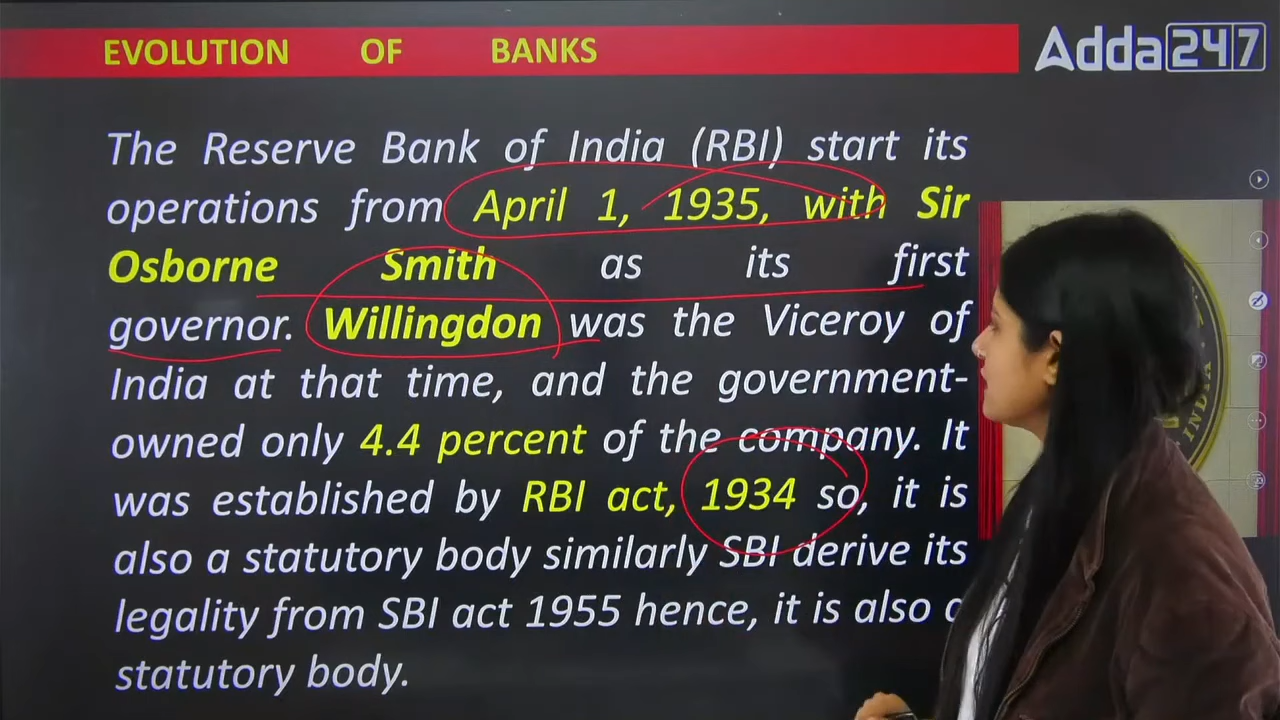 EVOLUTION OF BANKS
Adda247
The Reserve Bank of India (RBI) start its
operations from April 1, 1935, with Sir
Osborne Smith as its first
governor. Willingdon was the Viceroy of
India at that time, and the government-
owned only 4.4 percent of the company. It
was established by RBI act, 1934 so, it is
also a statutory body similarly SBI derive its
legality from SBI act 1955 hence, it is also a
statutory body.
INDIA